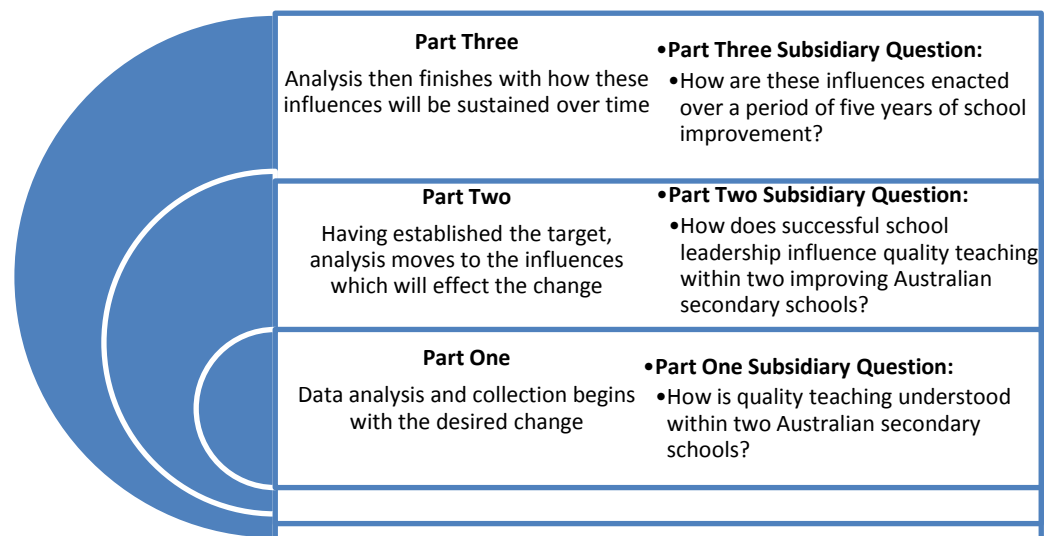 Part Three
Analysis then finishes with how these
influences will be sustained over time
•Part Three Subsidiary Question:
•How are these influences enacted
over a period of five years of school
improvement?
Part Two
Having established the target,
analysis moves to the influences
which will effect the change
•Part Two Subsidiary Question:
•How does successful school
leadership influence quality teaching
within two improving Australian
secondary schools?
Part One
Data analysis and collection begins
with the desired change
•Part One Subsidiary Question:
•How is quality teaching understood
within two Australian secondary
schools?